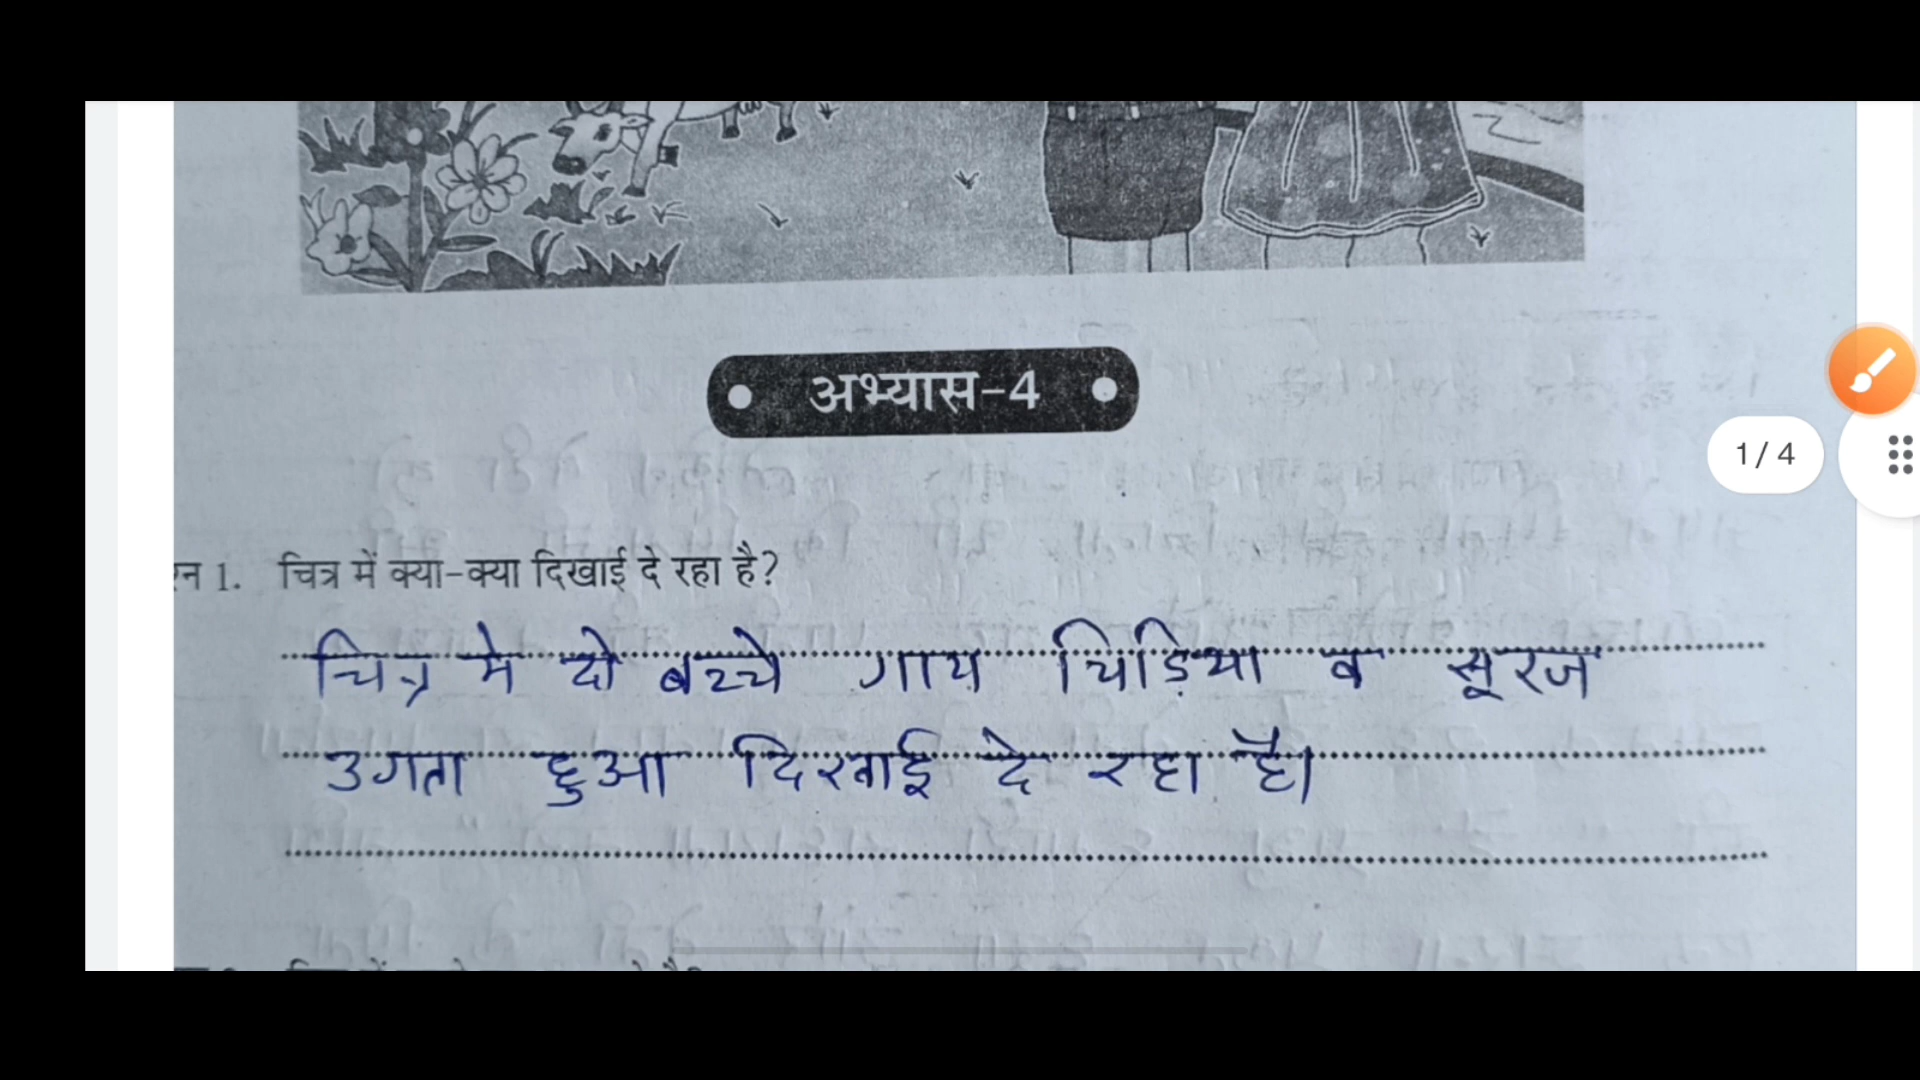 अभ्यास-4
1/4
न 1. चित्र में क्या-क्या दिखाई दे रहा है?
चित्र मे दो बच्चे गाय चिड़िया व सूरज
उगता हुआ दिखाई दे रहा है।